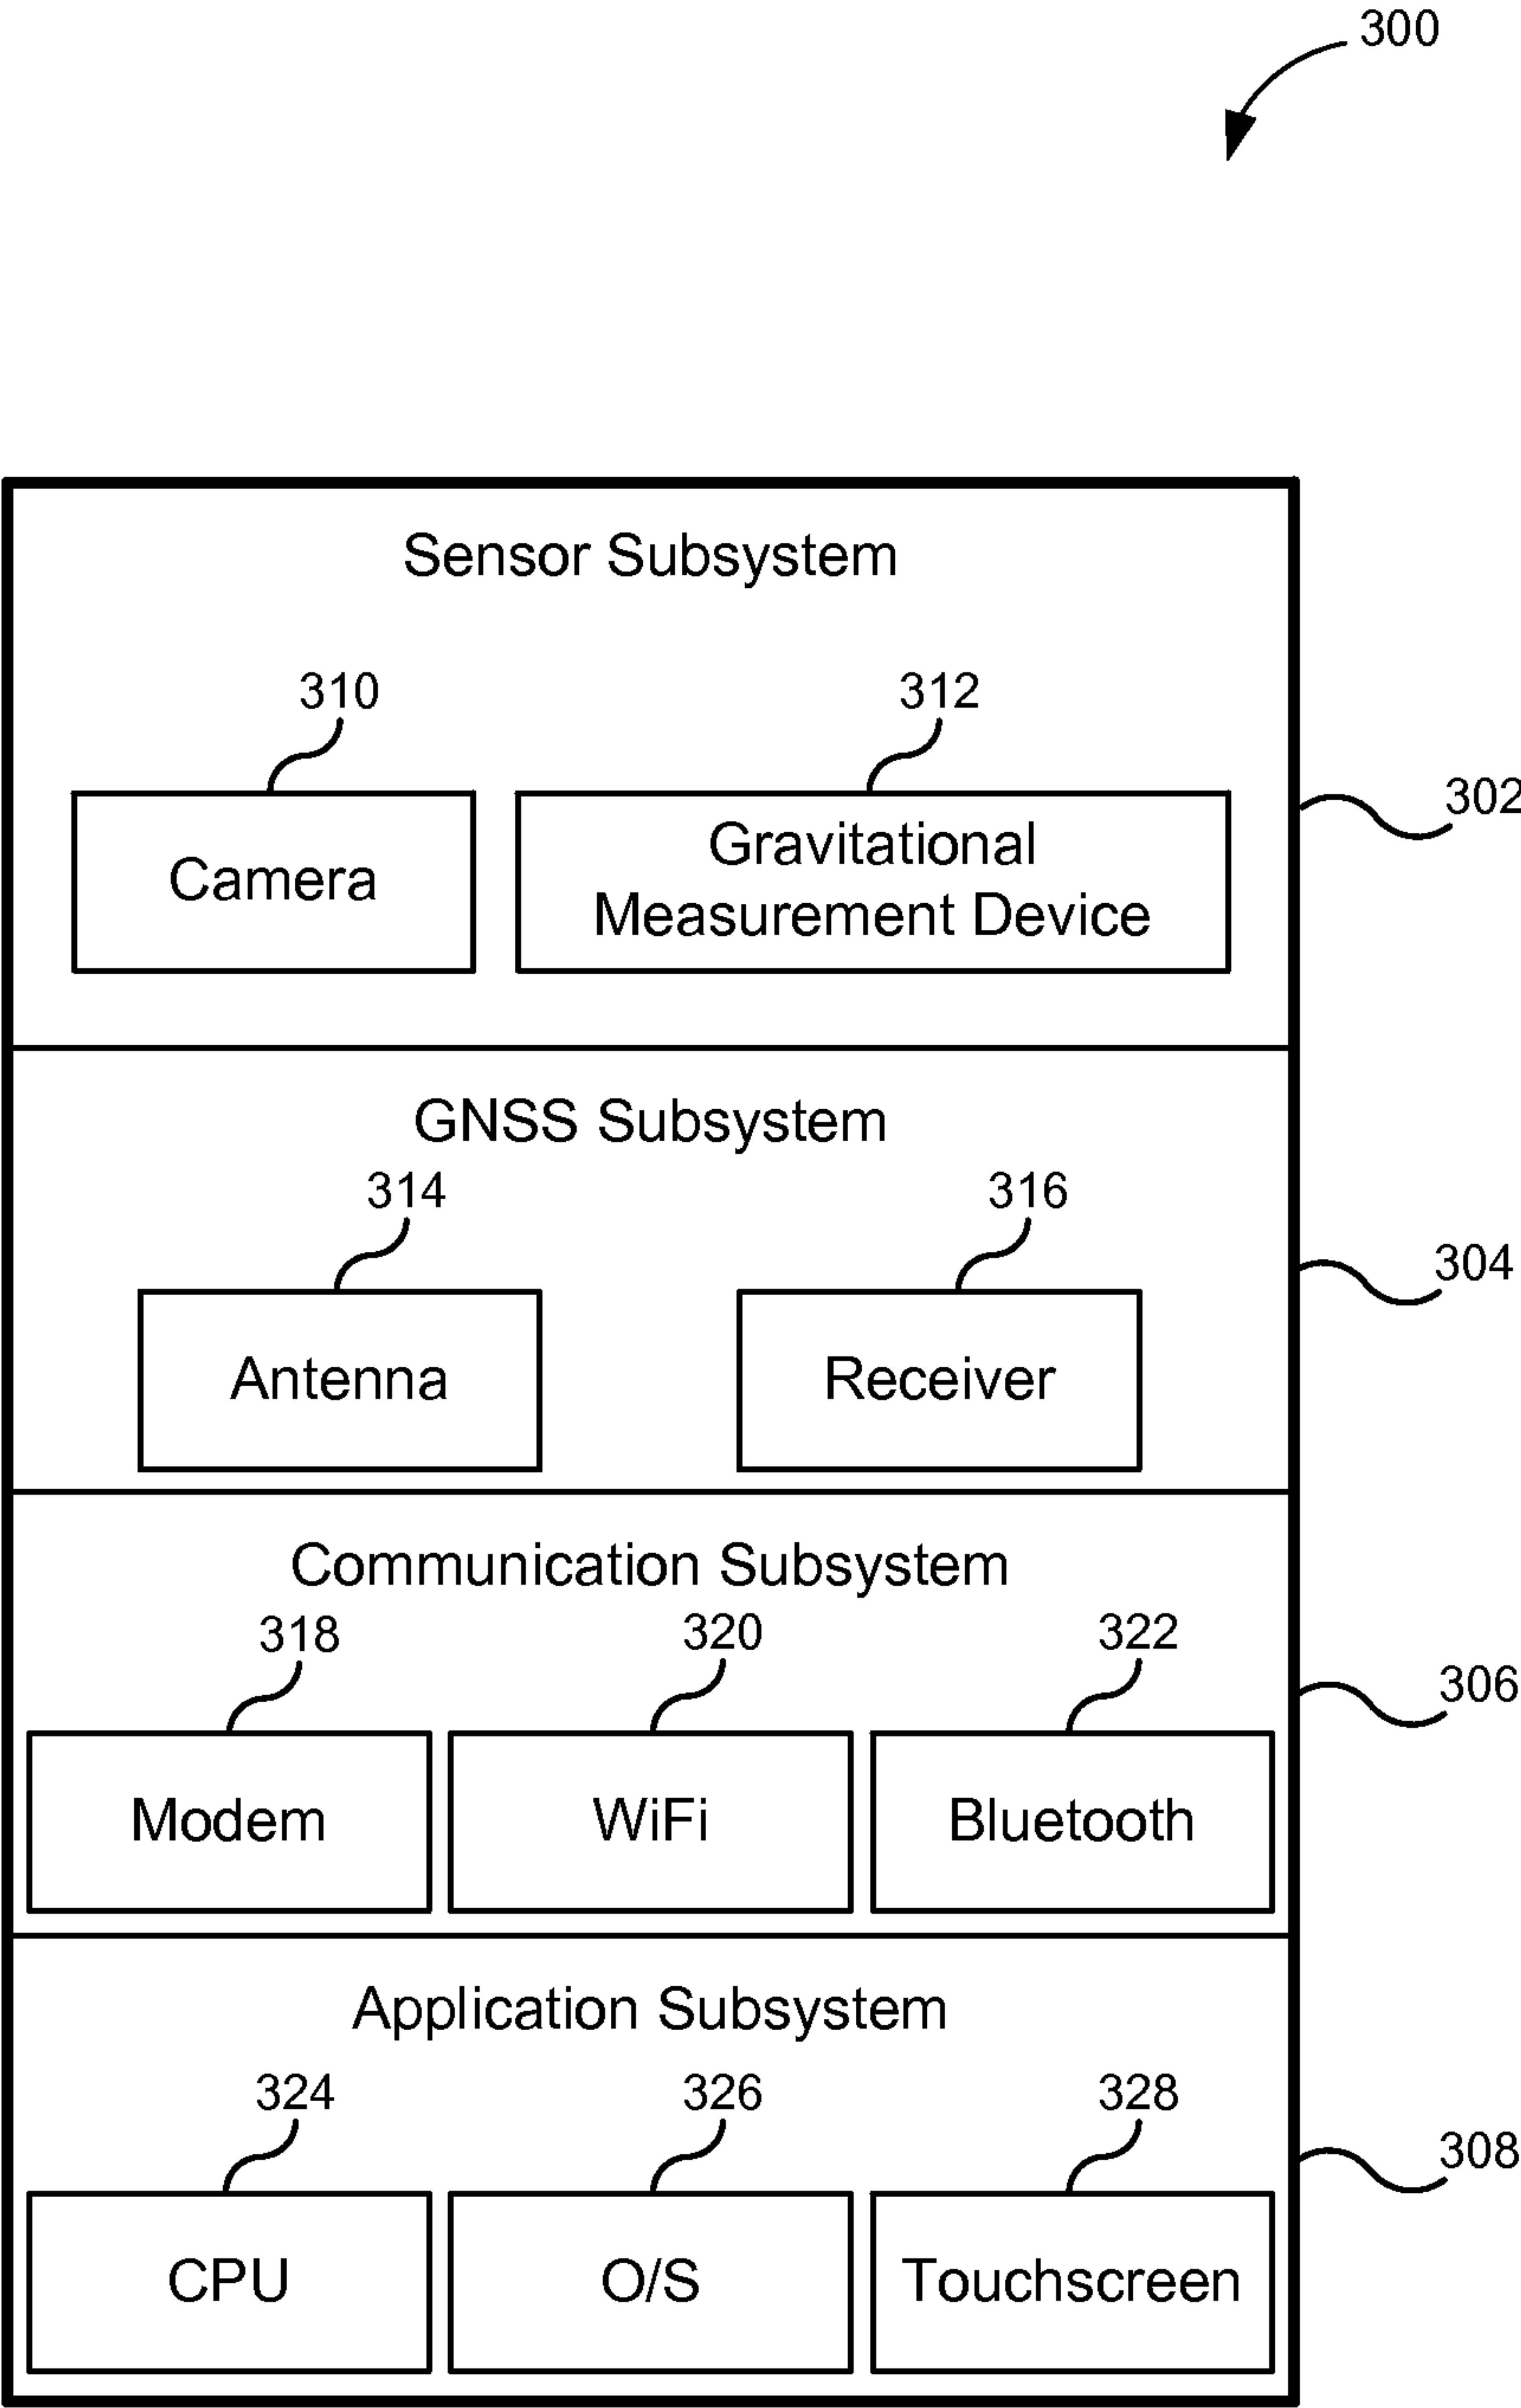 300
Sensor Subsystem
310
312
302
Camera
Gravitational
Measurement Device
GNSS Subsystem
314
316
304
Antenna
Receiver
Communication Subsystem
318
320
322
306
Modem
WiFi
Bluetooth
Application Subsystem
324
326
328
308
CPU
O/S
Touchscreen